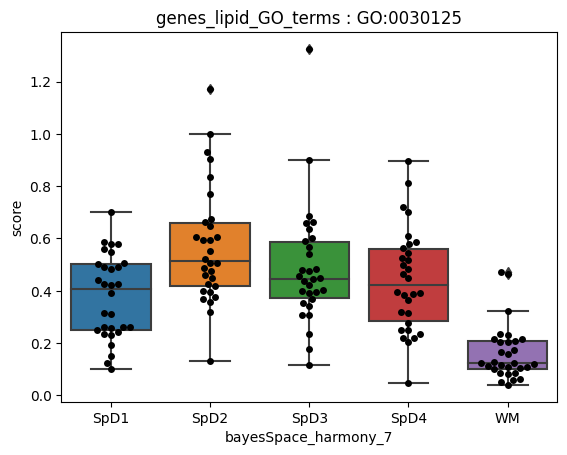 genes_lipid_GO_terms : GO:0030125
score
1.2
1.0
0.8
0.6
0.4
0.2
0.0
SpD1 SpD2 SpD3 SpD4 WM
bayesSpace_harmony_7